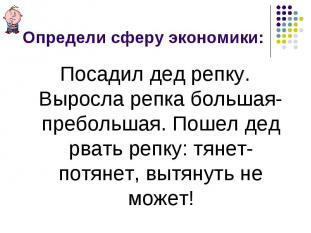 Определи сферу экономики:
Посадил дед репку.
Выросла репка большая-
пребольшая. Пошел дед
рвать репку: тянет-
потянет, вытянуть не
может!